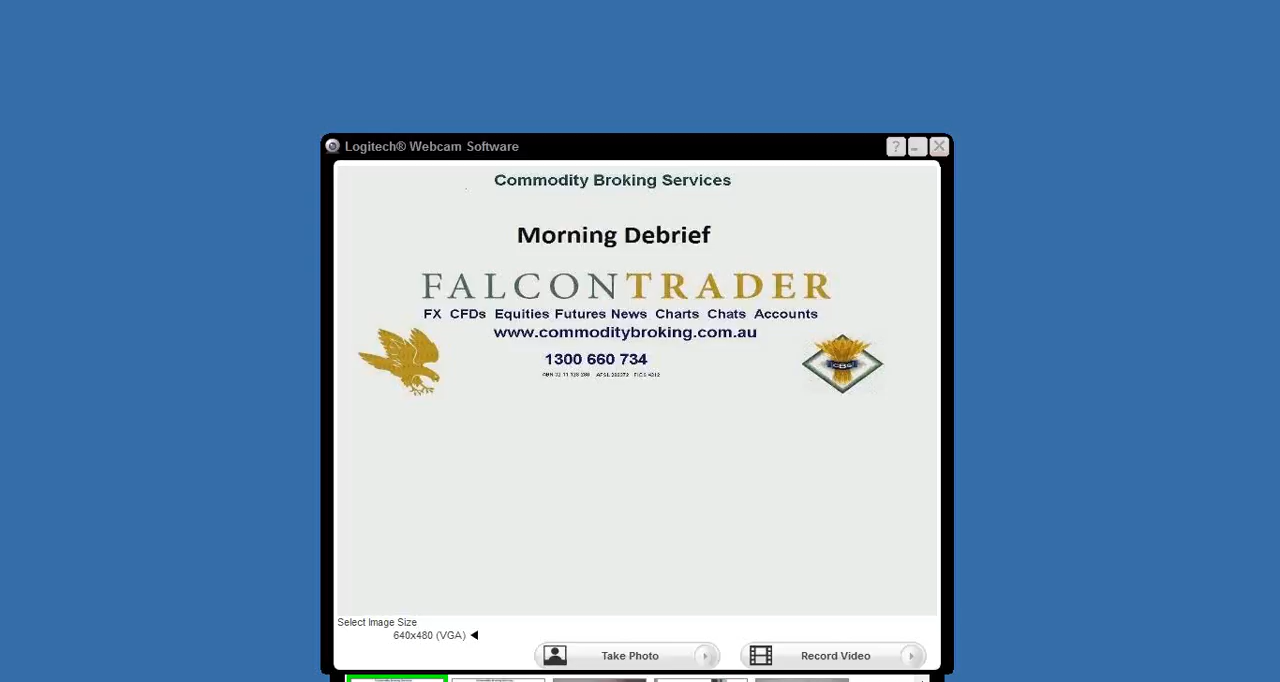 Logitech® Webcam Software
Commodity Broking Services
Morning Debrief
FALCONTRADER
FX CFDs Equities Futures News Charts Chats Accounts
www.commoditybroking.com.au
1300 660 734
CBS
Select Image Size
640x480 (VGA)
Take Photo
Record Video